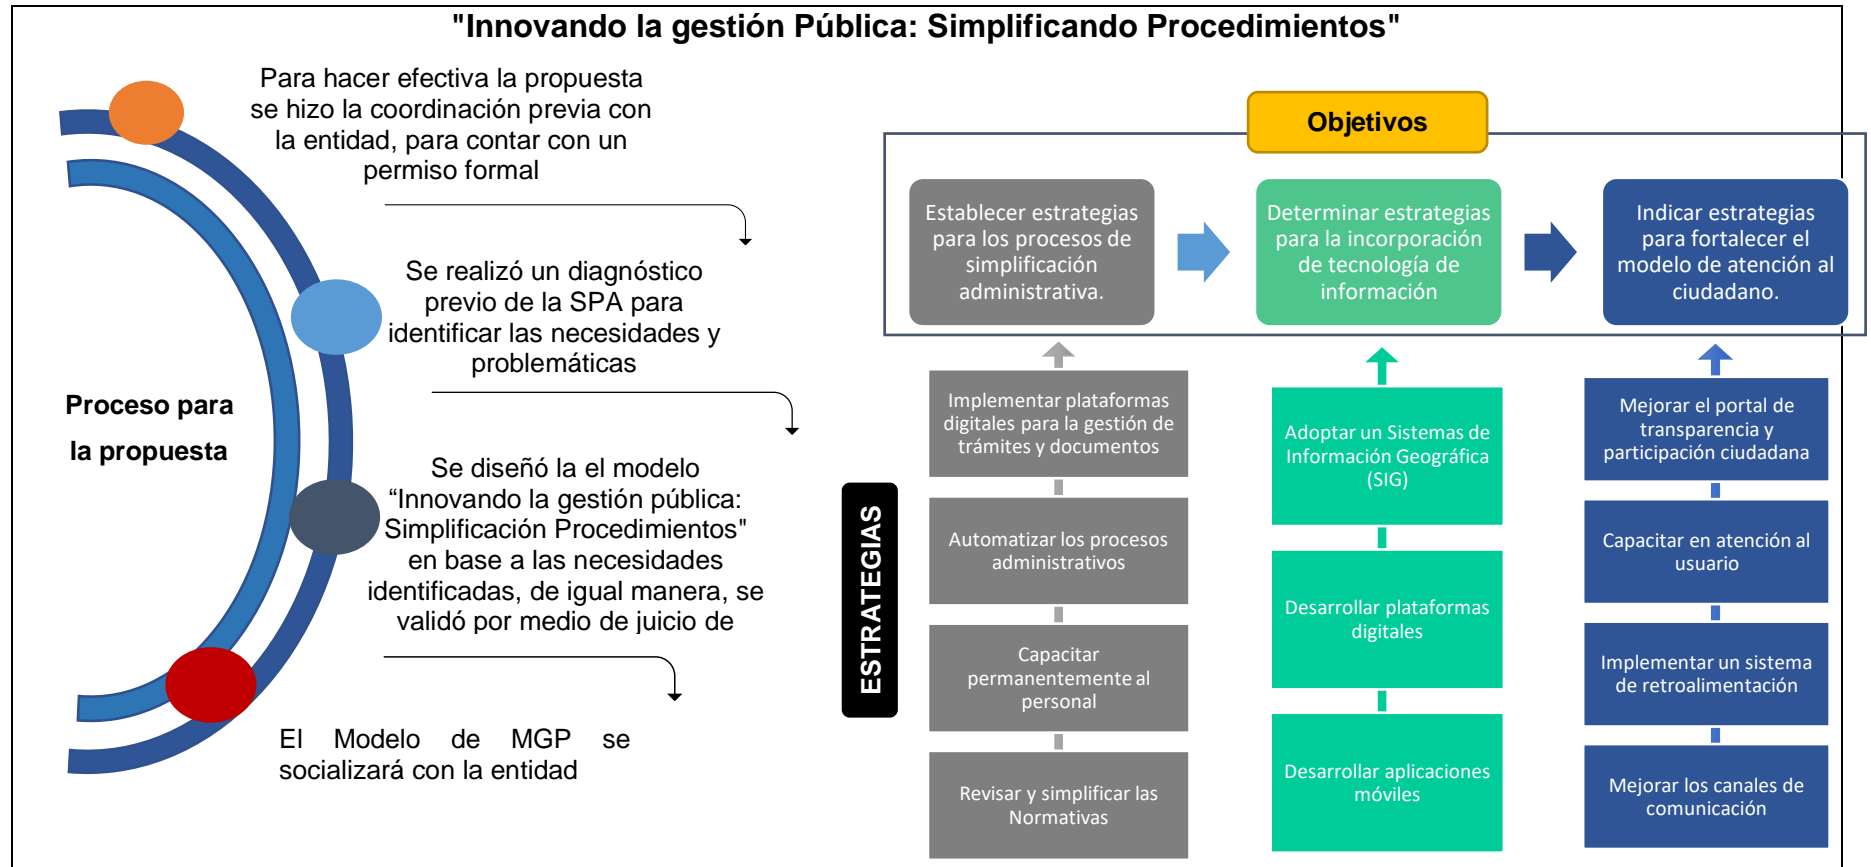 "Innovando la gestión Pública: Simplificando Procedimientos"
Para hacer efectiva la propuesta
se hizo la coordinación previa con
la entidad, para contar con un
permiso formal
Se realizó un diagnóstico
previo de la SPA para
identificar las necesidades y
problemáticas
Proceso para
la propuesta
Se diseñó la el modelo
“Innovando la gestión pública:
Simplificación Procedimientos"
en base a las necesidades
identificadas, de igual manera, se
validó por medio de juicio de
El Modelo de MGP se
socializará con la entidad
Objetivos
Establecer estrategias
para los procesos de
simplificación
administrativa.
Determinar estrategias
para la incorporación
de tecnología de
información
Indicar estrategias
para fortalecer el
modelo de atención al
ciudadano.
ESTRATEGIAS
Implementar plataformas
digitales para la gestión de
trámites y documentos
Automatizar los procesos
administrativos
Capacitar
permanentemente al
personal
Revisar y simplificar las
Normativas
Adoptar un Sistemas de
Información Geográfica
(SIG)
Desarrollar plataformas
digitales
Desarrollar aplicaciones
móviles
Mejorar el portal de
transparencia y
participación ciudadana
Capacitar en atención al
usuario
Implementar un sistema
de retroalimentación
Mejorar los canales de
comunicación